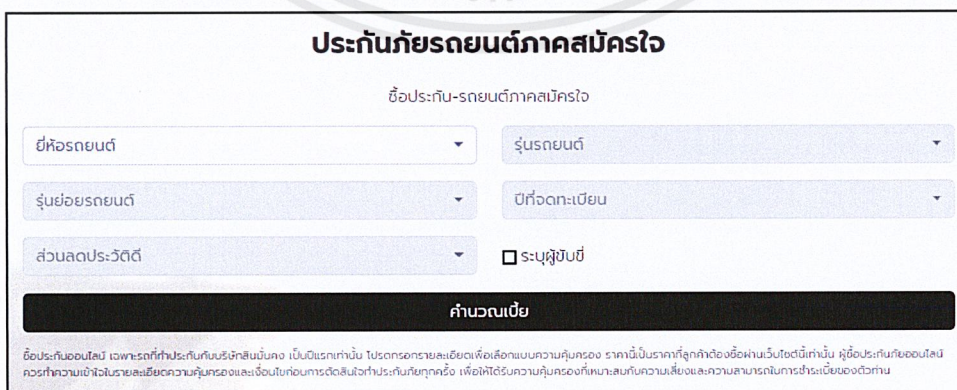 ประกันภัยรถยนต์ภาคสมัครใจ
ซื้อประกัน-รถยนต์ภาคสมัครใจ
ยี่ห้อรถยนต์
รุ่นรถยนต์
รุ่นย่อยรถยนต์
ปีที่จดทะเบียน
ส่วนลดประวัติดี
ระบุผู้ขับขี่
คำนวณเบี้ย
ซื้อประกันออนไลน์ เฉพาะรถที่ทำประกันกับบริษัทสินมั่นคง เป็นปีแรกเท่านั้น โปรดกรอกรายละเอียดเพื่อเลือกแบบความคุ้มครอง ราคานี้เป็นราคาที่ลูกค้าต้องซื้อผ่านเว็บไซต์นี้เท่านั้น ผู้ซื้อประกันภัยออนไลน์
ควรทำความเข้าใจในรายละเอียดความคุ้มครองและเงื่อนไขก่อนการตัดสินใจทำประกันภัยทุกครั้ง เพื่อให้ได้รับความคุ้มครองที่เหมาะสมกับความเสี่ยงและความสามารถในการชำระเบี้ยของตัวท่าน